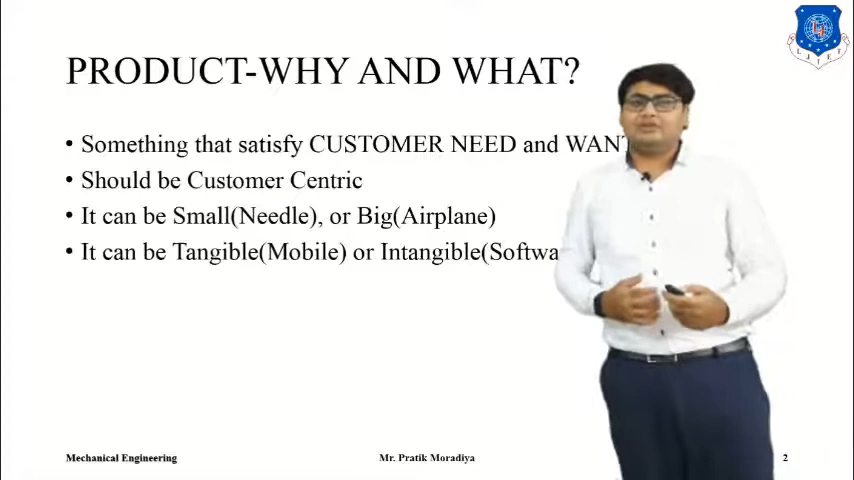 PRODUCT-WHY AND WHAT?
• Something that satisfy CUSTOMER NEED and WANT
• Should be Customer Centric
• It can be Small(Needle), or Big(Airplane)
• It can be Tangible(Mobile) or Intangible(Softwa
Mechanical Engineering
Mr. Pratik Moradiya
2